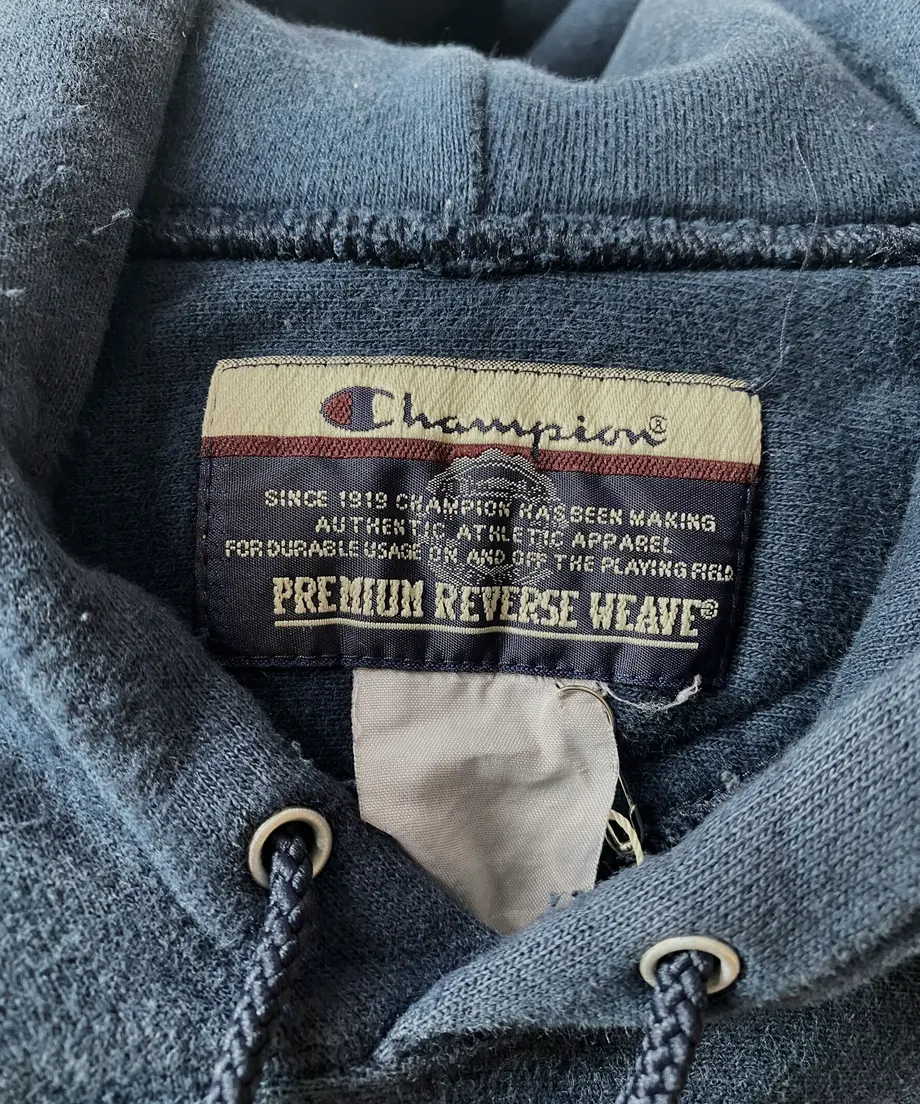 Champion®
SINCE 1919 CHAMPION HAS BEEN MAKING
AUTHENTIC ATHLETIC APPAREL
FOR DURABLE USAGE ON AND OFF THE PLAYING FIELD.
PREMIUM REVERSE WEAVE®